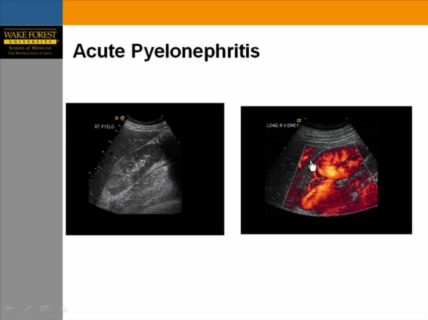 WAKE FOREST
UNIVERSITY
SCHOOL of MEDICINE
Acute Pyelonephritis
RT PYELO
LONG R KIDNEY